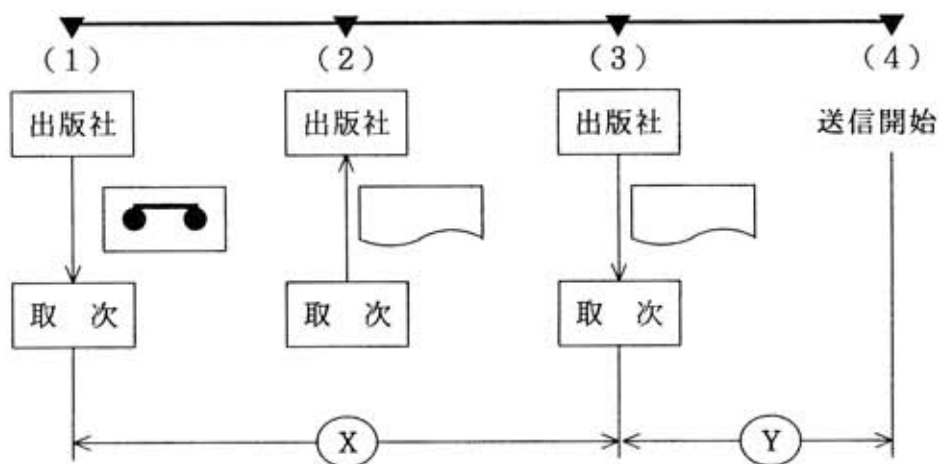 (1) (2) (3) (4)
出版社 出版社 出版社 送信開始
取 次 取 次 取 次
X Y